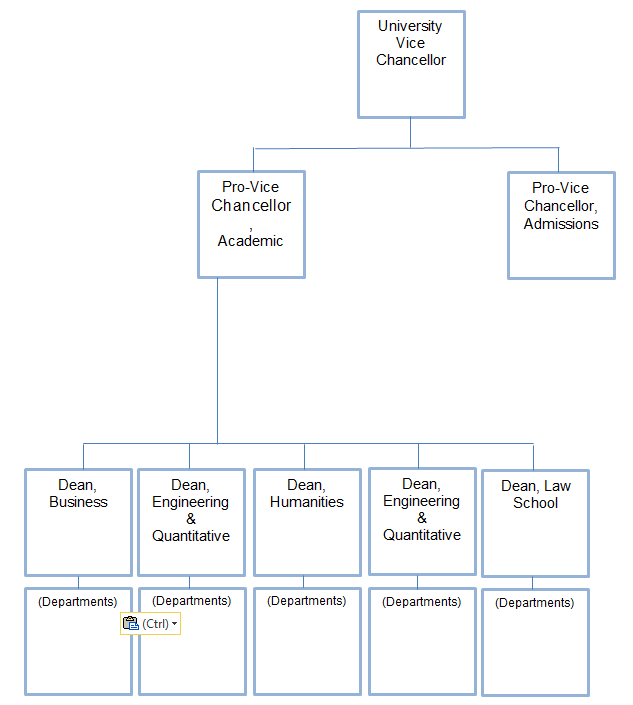 University
Vice
Chancellor
Pro-Vice
Chancellor
,
Academic
Pro-Vice
Chancellor,
Admissions
Dean,
Business
Dean,
Engineering
&
Quantitative
Dean,
Humanities
Dean,
Engineering
&
Quantitative
Dean, Law
School
(Departments)
(Departments)
(Departments)
(Departments)
(Departments)
(Ctrl)